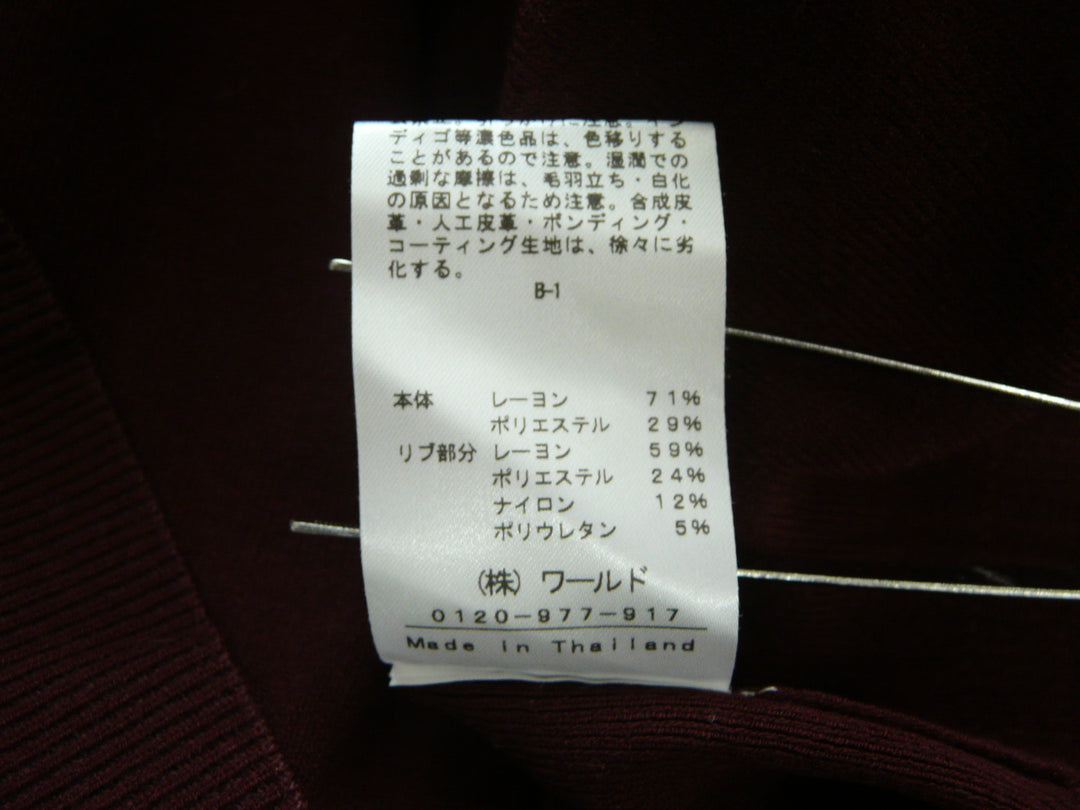 ディゴ等濃色品は、色移りする
ことがあるので注意。湿潤での
過剰な摩擦は、毛羽立ち・白化
の原因となるため注意。合成皮
革・人工皮革・ボンディング・
コーティング生地は、徐々に劣
化する。
B-1
本体 レーヨン 71%
ポリエステル 29%
リブ部分 レーヨン 59%
ポリエステル 24%
ナイロン 12%
ポリウレタン 5%
(株) ワールド
0120-977-917
Made in Thailand